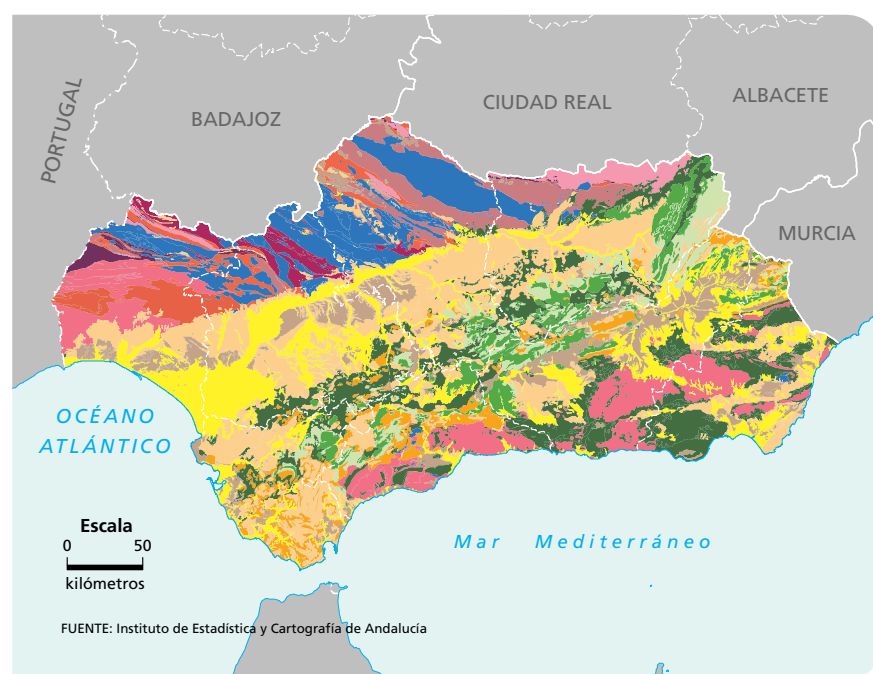 PORTUGAL
BADAJOZ
CIUDAD REAL
ALBACETE
MURCIA
OCÉANO
ATLÁNTICO
Mar Mediterráneo
Escala
0 50
kilómetros
FUENTE: Instituto de Estadística y Cartografía de Andalucía